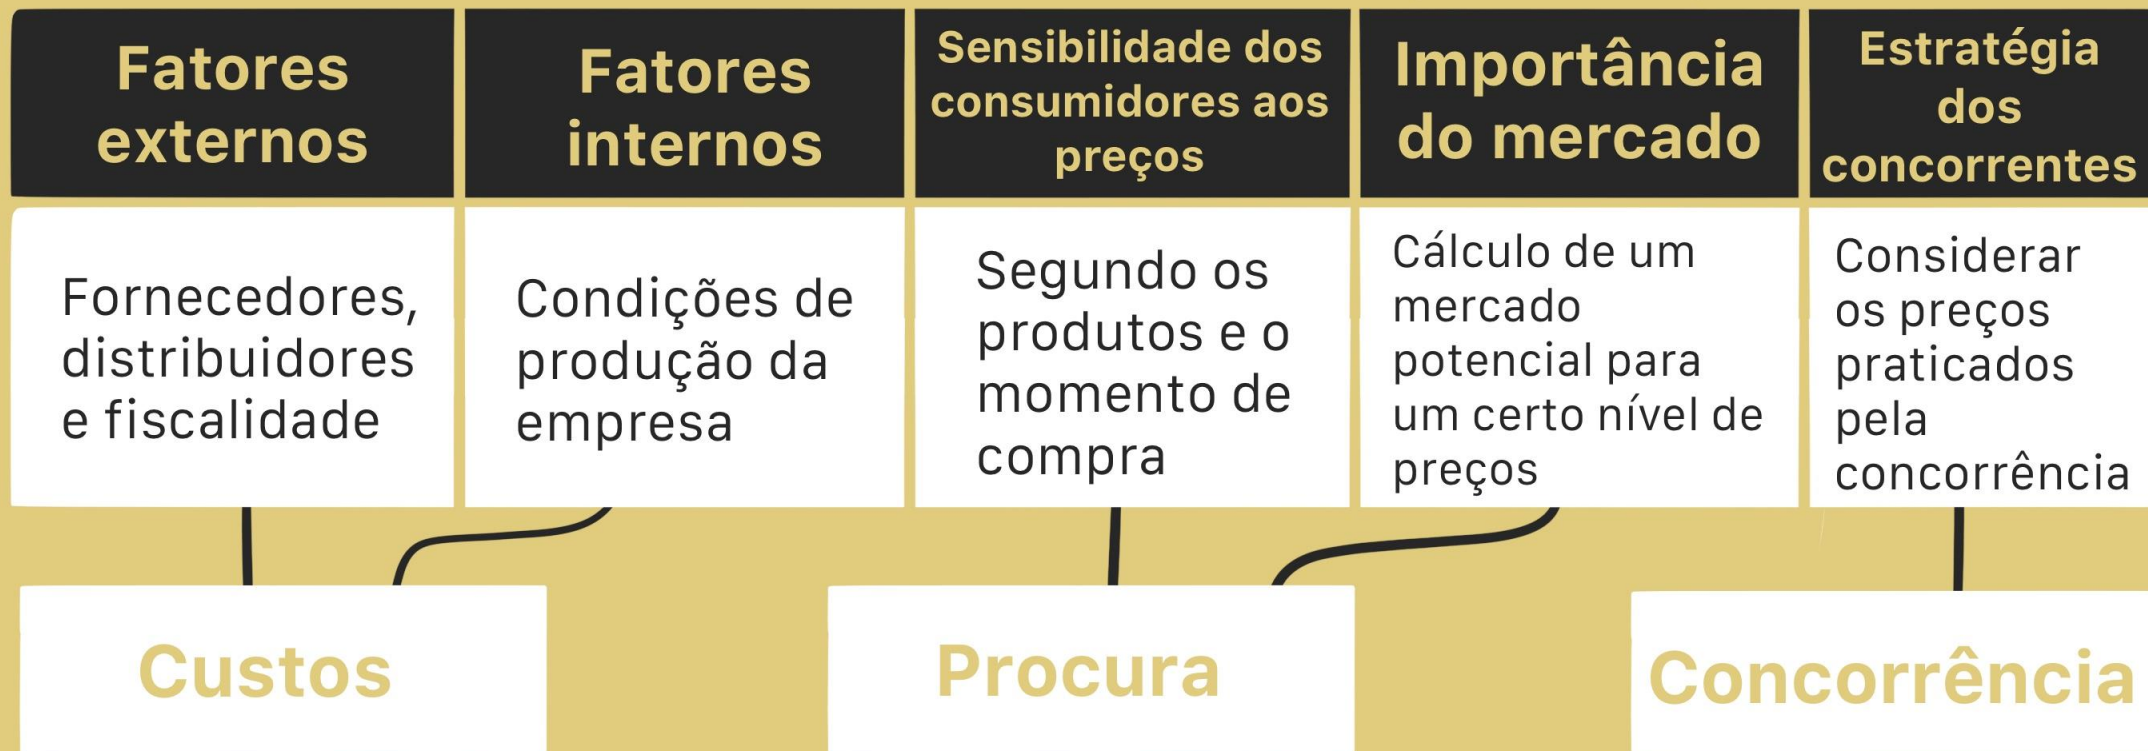 Fatores
externos
Fatores
internos
Sensibilidade dos
consumidores aos
preços
Importância
do mercado
Estratégia
dos
concorrentes
Fornecedores,
distribuidores
e fiscalidade
Condições de
produção da
empresa
Segundo os
produtos e o
momento de
compra
Cálculo de um
mercado
potencial para
um certo nível de
preços
Considerar
os preços
praticados
pela
concorrência
Custos
Procura
Concorrência